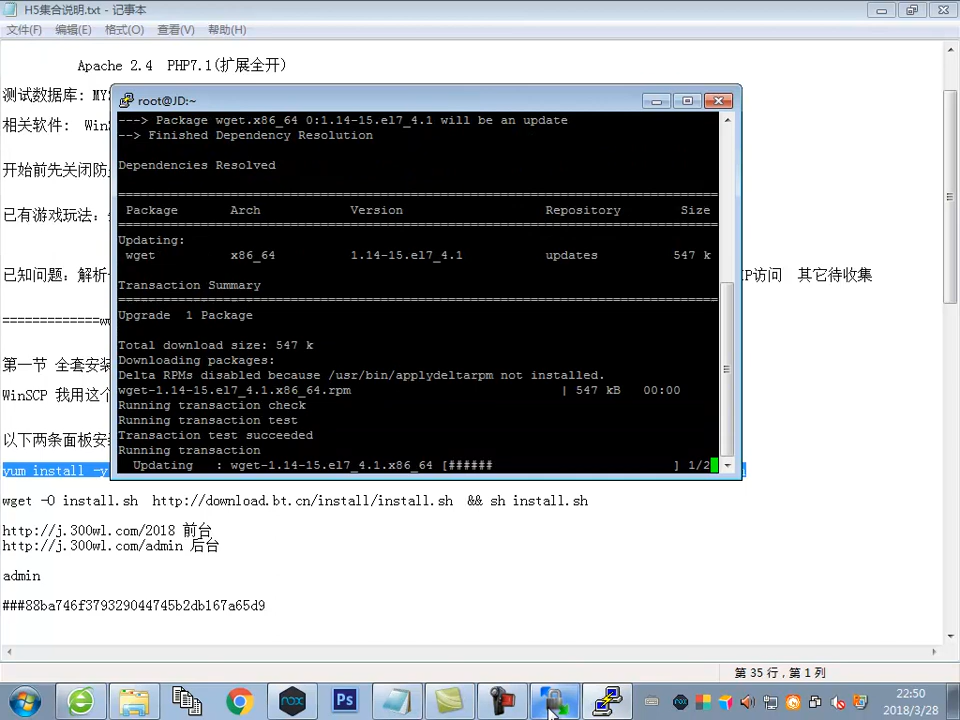 H5集合说明.txt - 记事本
文件(F) 编辑(E) 格式(O) 查看(V) 帮助(H)
Apache 2.4 PHP7.1(扩展全开)
测试数据库: MY
相关软件: Win
开始前先关闭防
已有游戏玩法:
已知问题: 解析 IP访问 其它待收集
=============w
第一节 全套安装
WinSCP 我用这个
以下两条面板安
yum install -y
wget -O install.sh http://download.bt.cn/install/install.sh && sh install.sh
http://j.300wl.com/2018 前台
http://j.300wl.com/admin 后台
admin
###88ba746f379329044745b2db167a65d9
root@JD:~
---> Package wget.x86_64 0:1.14-15.el7_4.1 will be an update
--> Finished Dependency Resolution
Dependencies Resolved
================================================================================
Package Arch Version Repository Size
================================================================================
Updating:
wget x86_64 1.14-15.el7_4.1 updates 547 k
Transaction Summary
================================================================================
Upgrade 1 Package
Total download size: 547 k
Downloading packages:
Delta RPMs disabled because /usr/bin/applydeltarpm not installed.
wget-1.14-15.el7_4.1.x86_64.rpm | 547 kB 00:00
Running transaction check
Running transaction test
Transaction test succeeded
Running transaction
Updating : wget-1.14-15.el7_4.1.x86_64 [###### ] 1/2
第 35 行，第 1 列
nox
Ps
22:50
2018/3/28